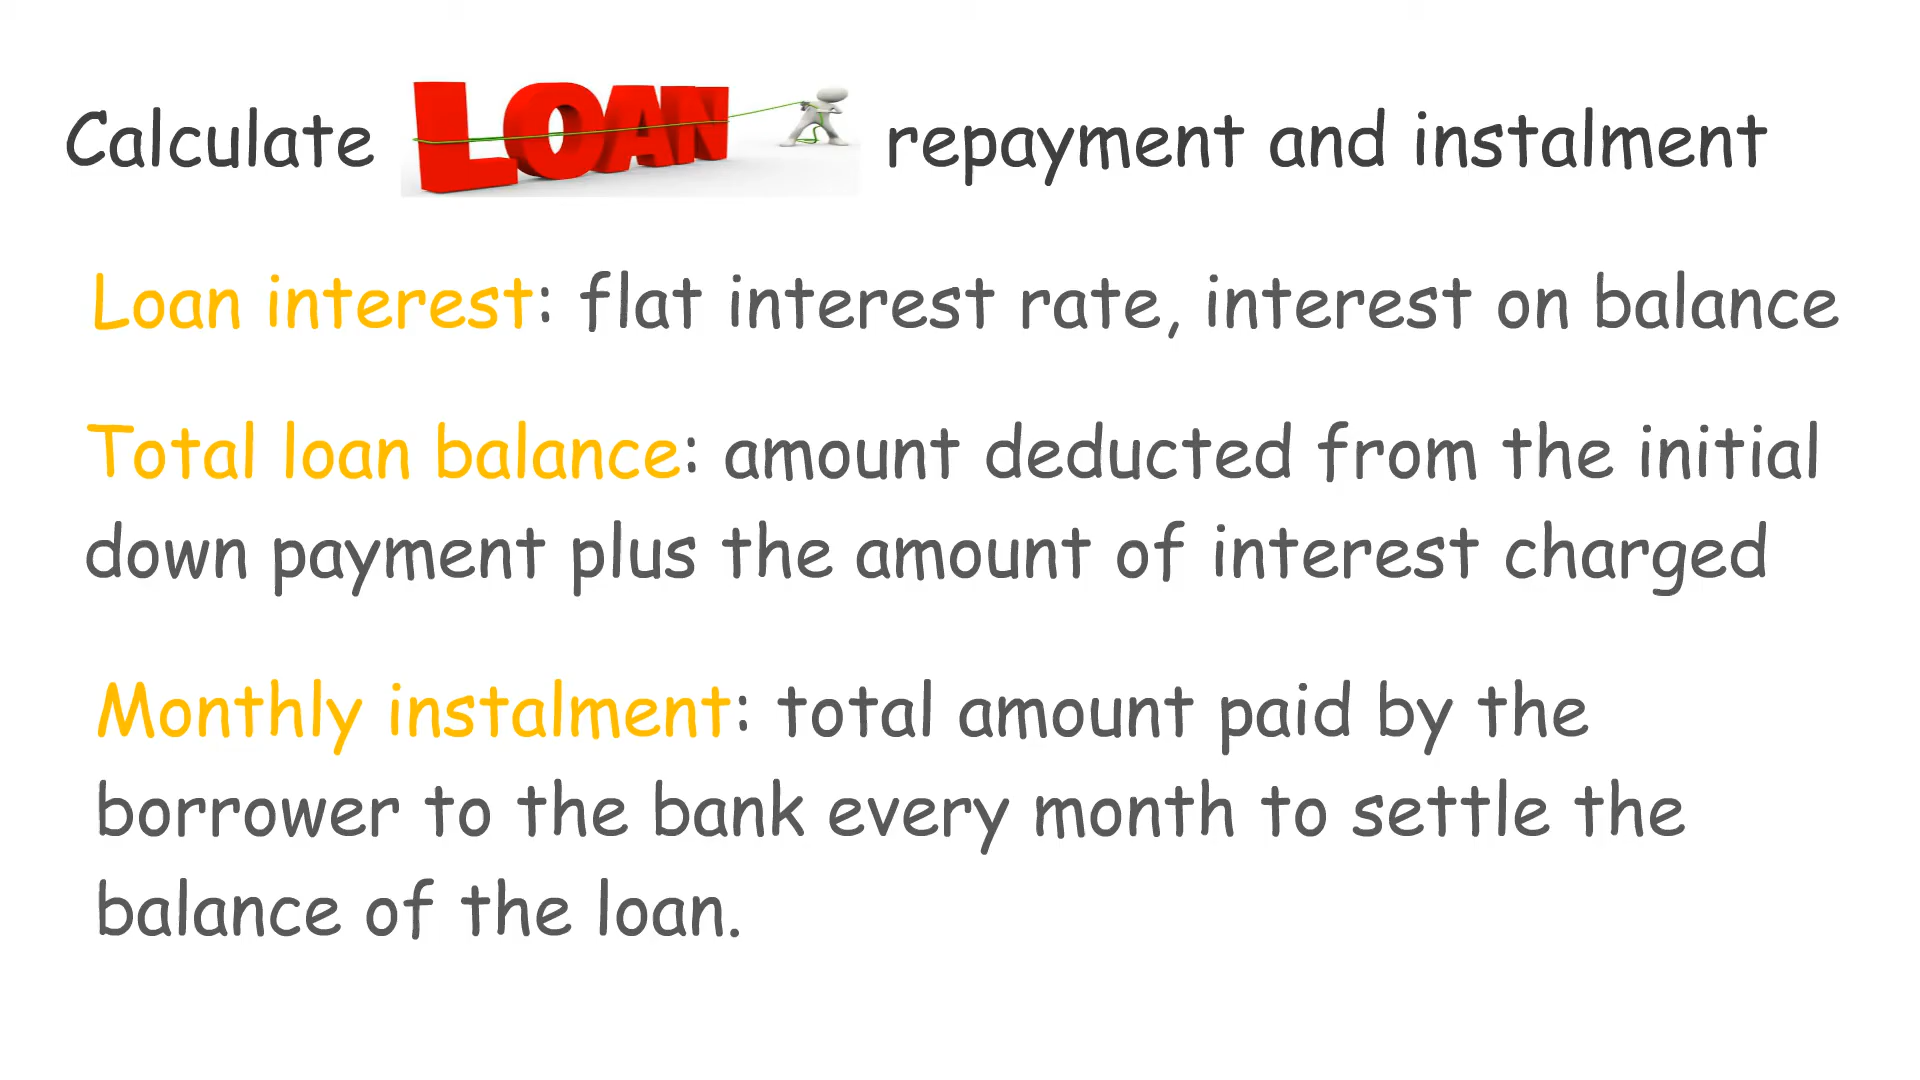 Calculate LOAN repayment and instalment
Loan interest: flat interest rate, interest on balance
Total loan balance: amount deducted from the initial
down payment plus the amount of interest charged
Monthly instalment: total amount paid by the
borrower to the bank every month to settle the
balance of the loan.